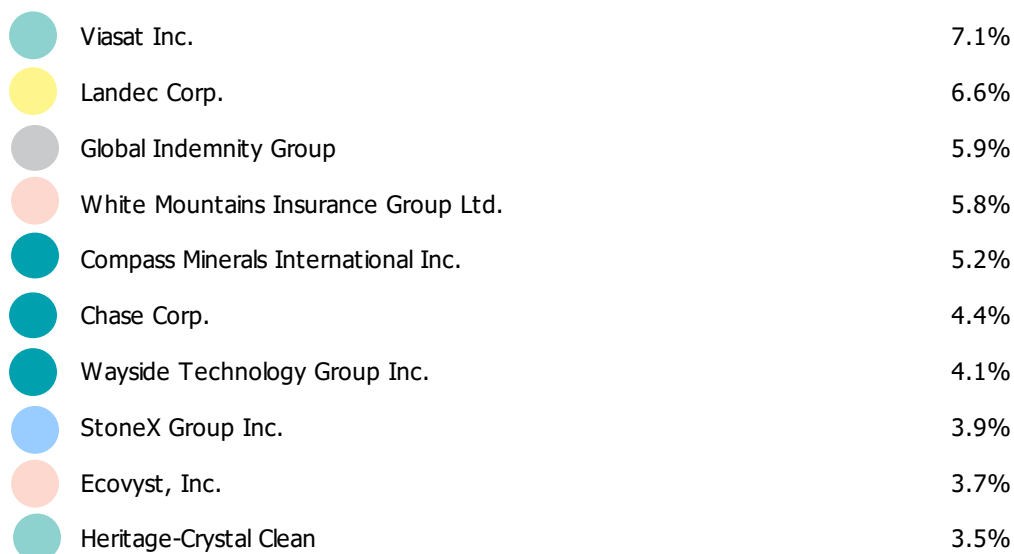 Viasat Inc. 7.1%
Landec Corp. 6.6%
Global Indemnity Group 5.9%
White Mountains Insurance Group Ltd. 5.8%
Compass Minerals International Inc. 5.2%
Chase Corp. 4.4%
Wayside Technology Group Inc. 4.1%
StoneX Group Inc. 3.9%
Ecovyst, Inc. 3.7%
Heritage-Crystal Clean 3.5%